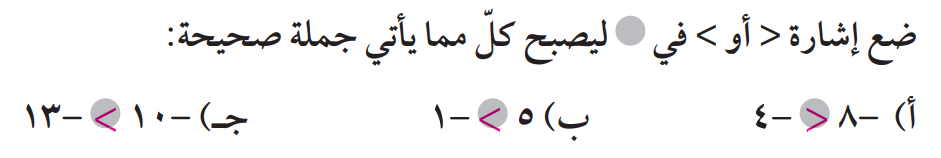 ضع إشارة > أو < في ليصبح كلّ مما يأتي جملة صحيحة:
أ) –٨ < –٤ ب) ٥ > –١ جـ) –١٠ > –١٣